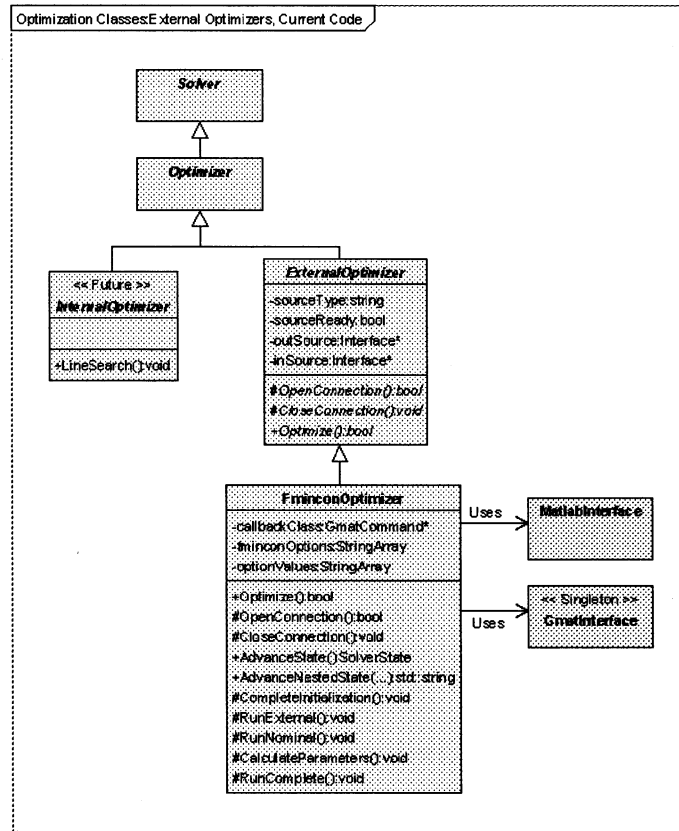 Optimization Classes:External Optimizers, Current Code
Solver
Optimizer
<< Future >>
InternalOptimizer
+LineSearch():void
ExternalOptimizer
-sourceType:string
-sourceReady:bool
-outSource:Interface*
-inSource:Interface*
#OpenConnection():bool
#CloseConnection():void
+Optimize():bool
FminconOptimizer
-callbackClass:GmatCommand*
-fminconOptions:StringArray
-optionValues:StringArray
+Optimize():bool
#OpenConnection():bool
#CloseConnection():void
+AdvanceState():SolverState
+AdvanceNestedState(...):std::string
#CompleteInitialization():void
#RunExternal():void
#RunNominal():void
#CalculateParameters():void
#RunComplete():void
Uses
MatlabInterface
Uses
<< Singleton >>
GmatInterface